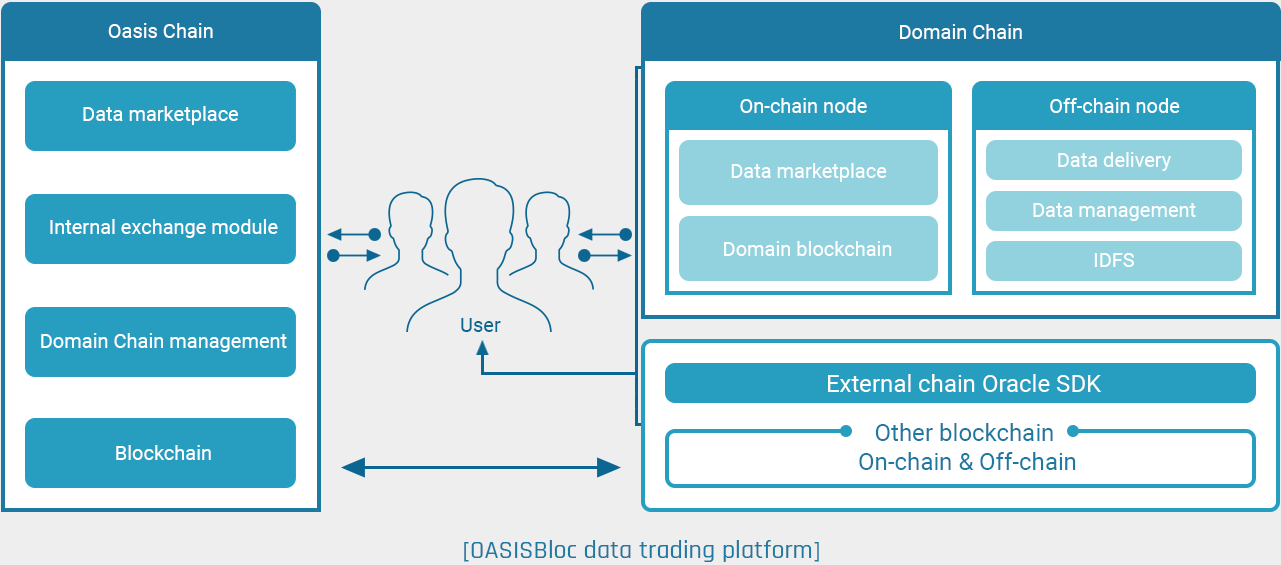 Oasis Chain
Data marketplace
Internal exchange module
Domain Chain management
Blockchain
User
Domain Chain
On-chain node
Data marketplace
Domain blockchain
Off-chain node
Data delivery
Data management
IDFS
External chain Oracle SDK
Other blockchain
On-chain & Off-chain
[OASISBloc data trading platform]